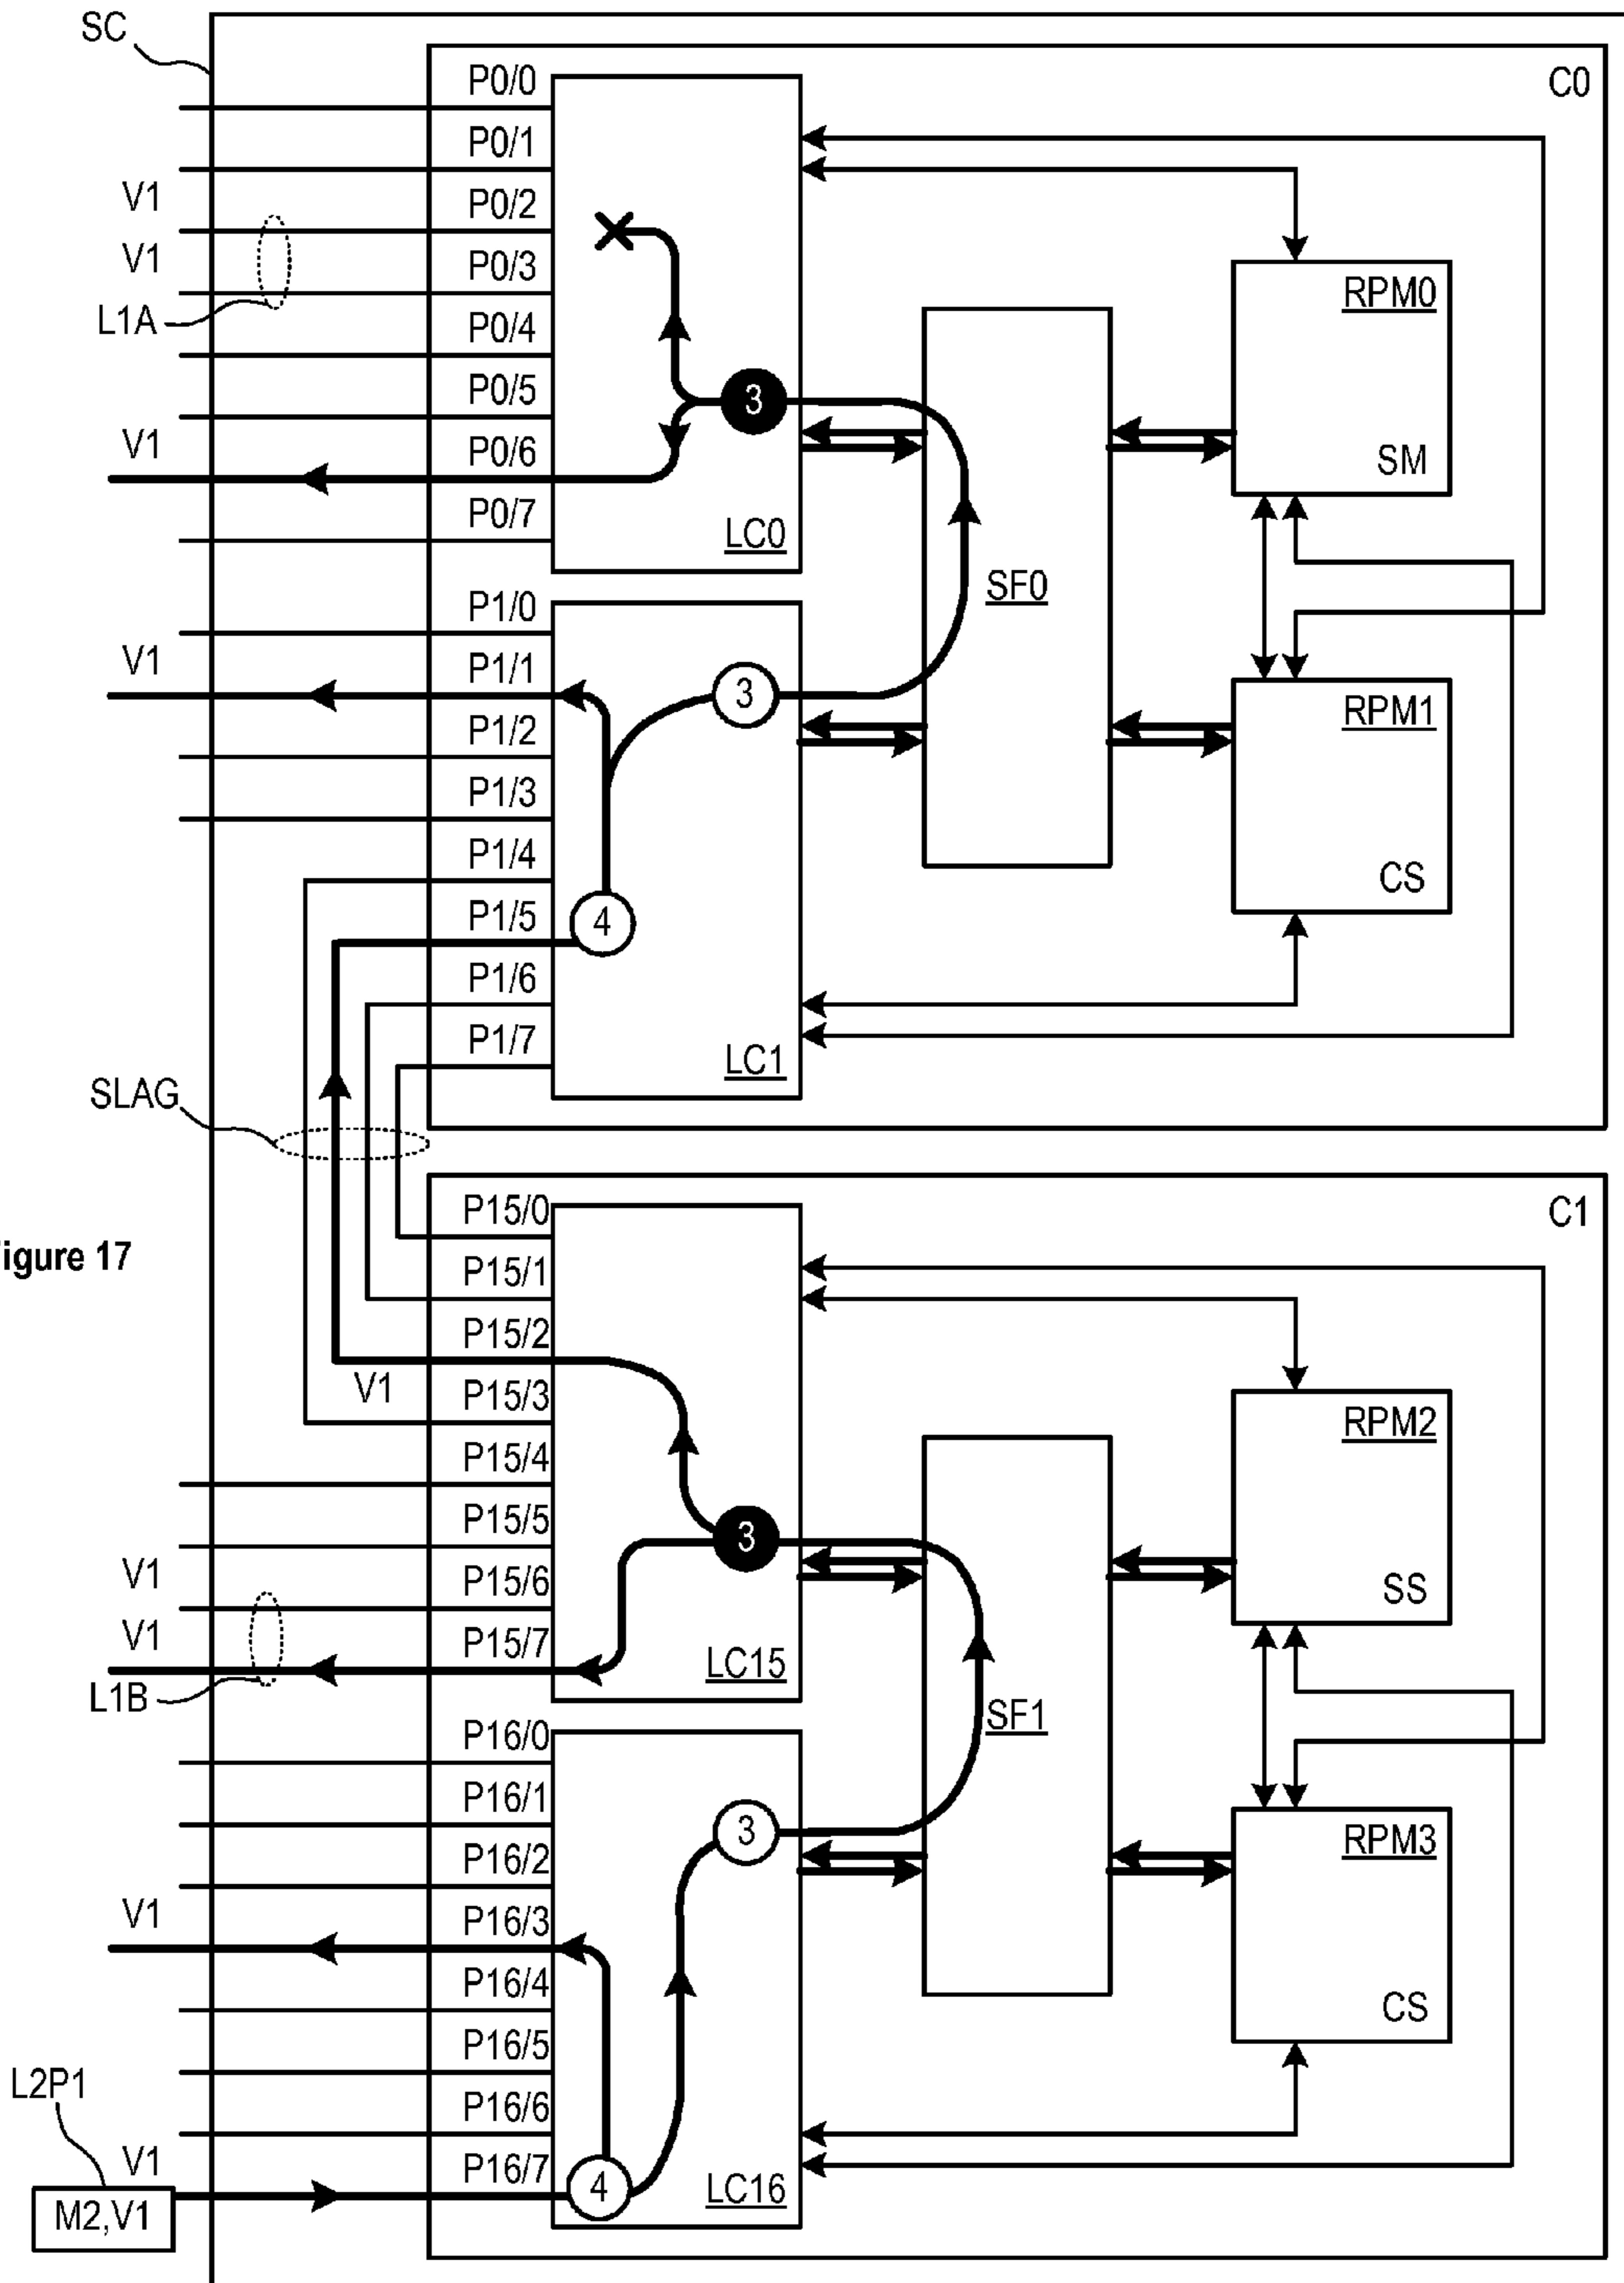 SC
C0
P0/0
P0/1
V1
P0/2
V1
P0/3
L1A
P0/4
P0/5
V1
P0/6
P0/7
3
LC0
SF0
RPM0
SM
P1/0
V1
P1/1
P1/2
P1/3
P1/4
P1/5
P1/6
P1/7
3
4
LC1
RPM1
CS
SLAG
igure 17
C1
P15/0
P15/1
P15/2
V1
P15/3
P15/4
P15/5
V1
P15/6
V1
P15/7
L1B
3
LC15
SF1
RPM2
SS
P16/0
P16/1
P16/2
V1
P16/3
P16/4
P16/5
P16/6
L2P1
V1
P16/7
M2,V1
3
4
LC16
RPM3
CS